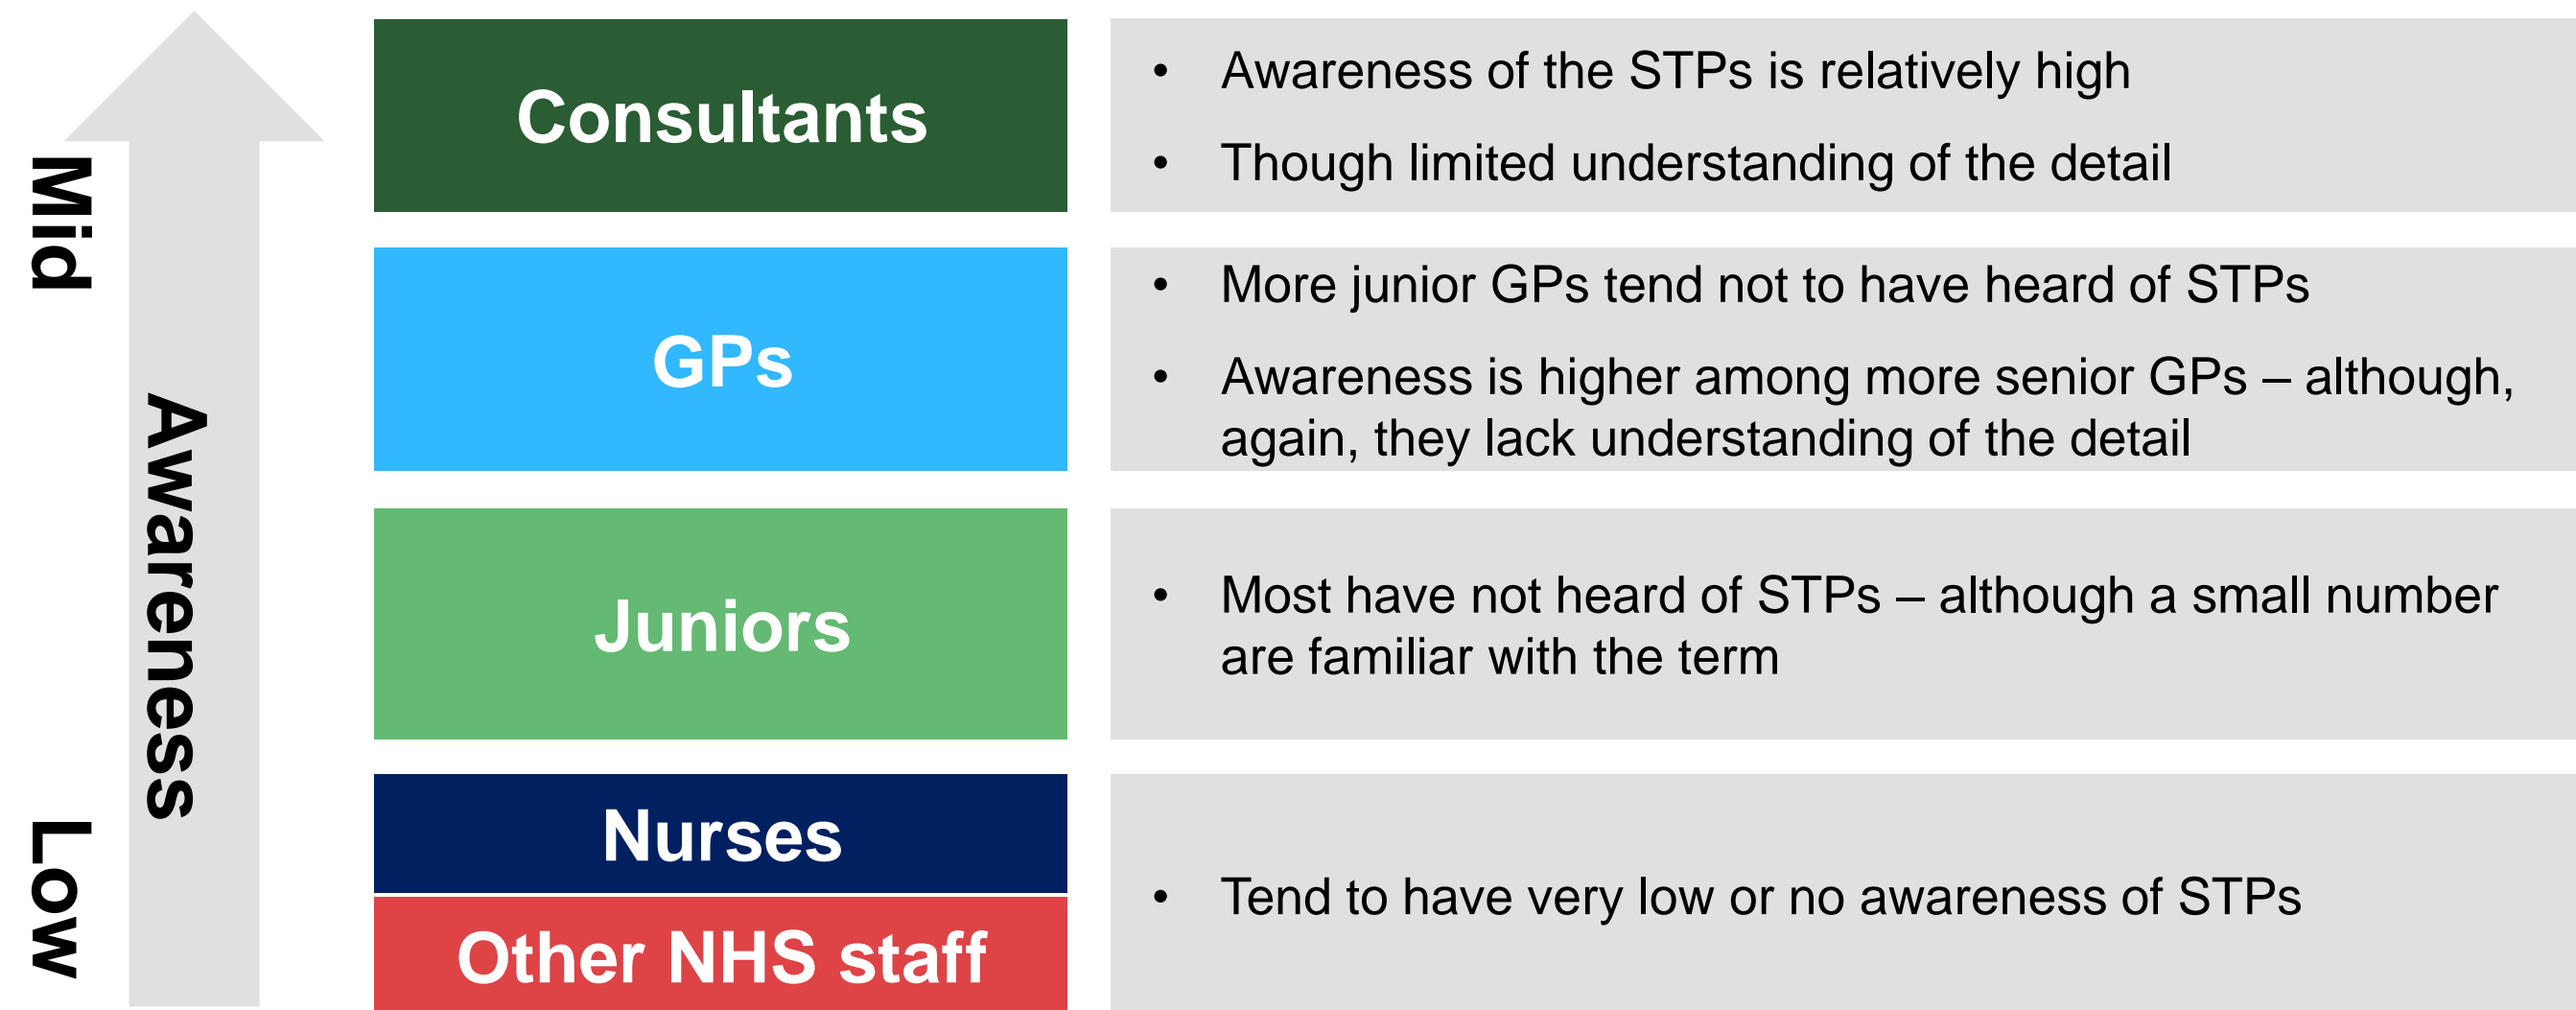 Mid
Awareness
Low
Consultants
• Awareness of the STPs is relatively high
• Though limited understanding of the detail
GPs
• More junior GPs tend not to have heard of STPs
• Awareness is higher among more senior GPs – although,
again, they lack understanding of the detail
Juniors
• Most have not heard of STPs – although a small number
are familiar with the term
Nurses
Other NHS staff
• Tend to have very low or no awareness of STPs